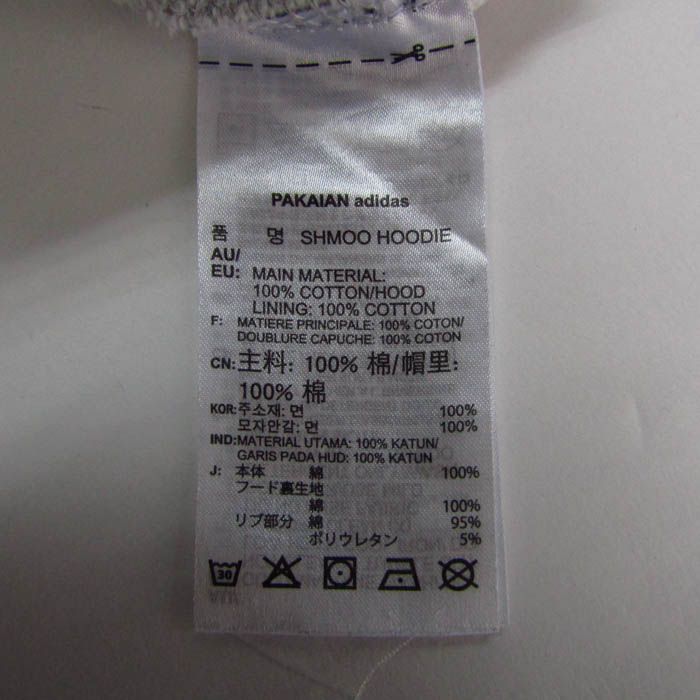 PAKAIAN adidas
품 명 SHMOO HOODIE
AU/
EU: MAIN MATERIAL:
100% COTTON/HOOD
LINING: 100% COTTON
F: MATIERE PRINCIPALE: 100% COTON/
DOUBLURE CAPUCHE: 100% COTON
CN: 主料: 100% 棉/帽里:
100% 棉
KOR: 주소재: 면 100%
모자안감: 면 100%
IND: MATERIAL UTAMA: 100% KATUN/
GARIS PADA HUD: 100% KATUN
J: 本体 綿 100%
フード裏生地
綿 100%
リブ部分 綿 95%
ポリウレタン 5%
30